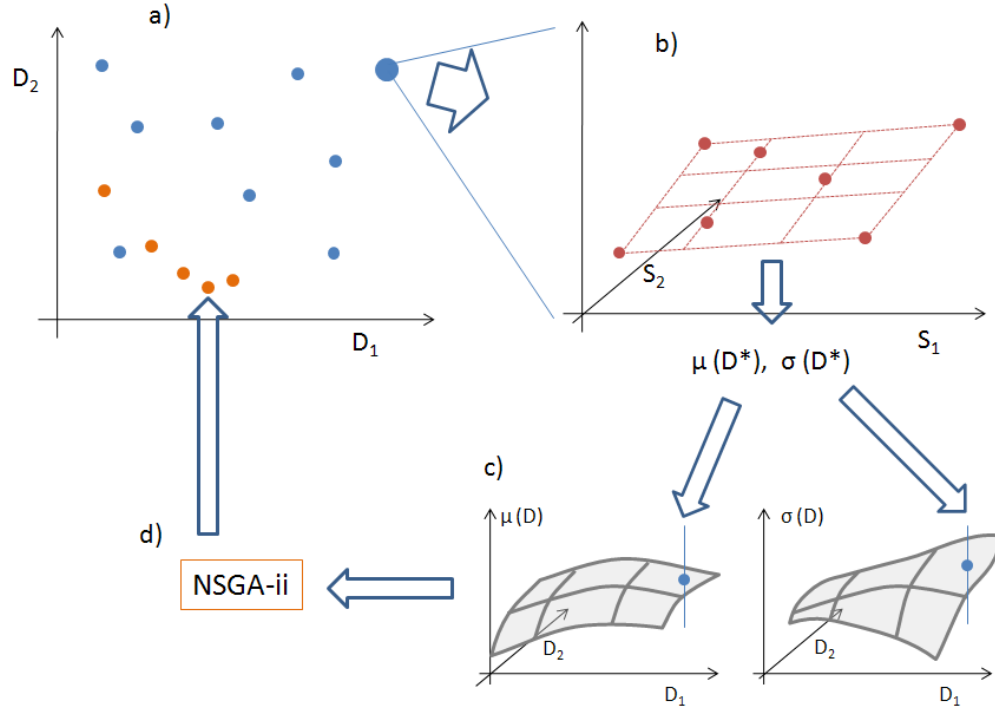 a)
D₂
D₁
b)
S₂
S₁
μ (D*), σ (D*)
c)
μ (D)
D₂
D₁
σ (D)
D₂
D₁
d)
NSGA-ii